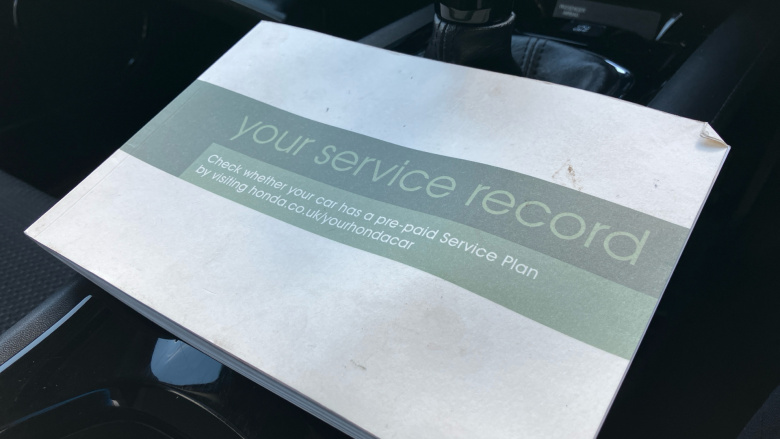 your service record
Check whether your car has a pre-paid Service Plan
by visiting honda.co.uk/yourhondacar